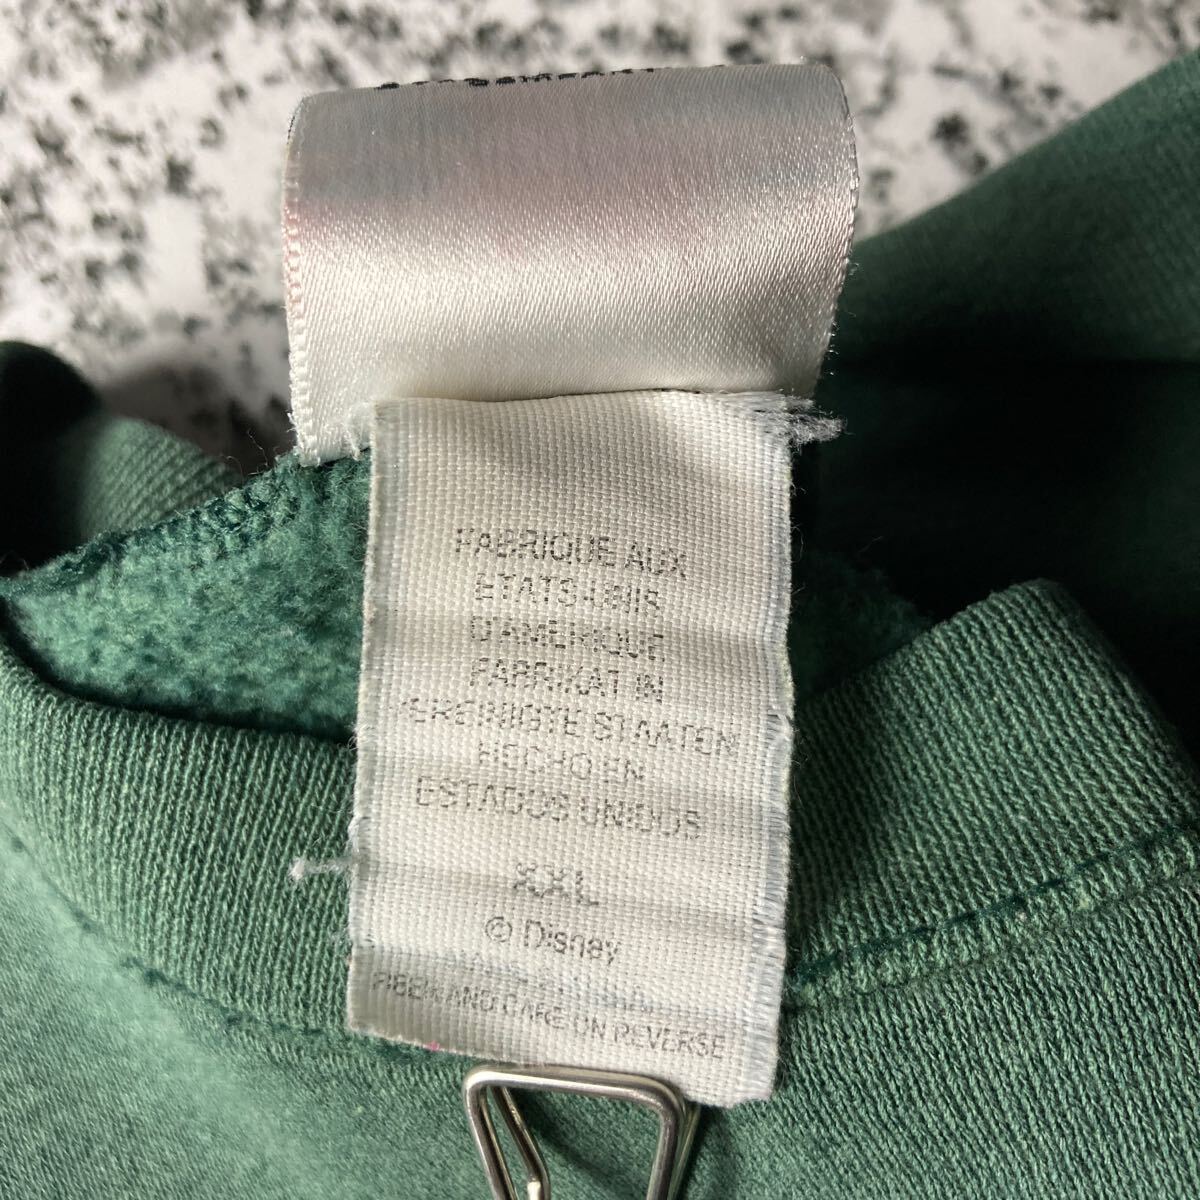 FABRIQUE AUX
ETATS-UNIS
D'AMERIQUE
FABRIKAT IN
VEREINIGTE STAATEN
HECHO EN
ESTADOS UNIDOS
XXL
© Disney
FIBER AND CARE ON REVERSE